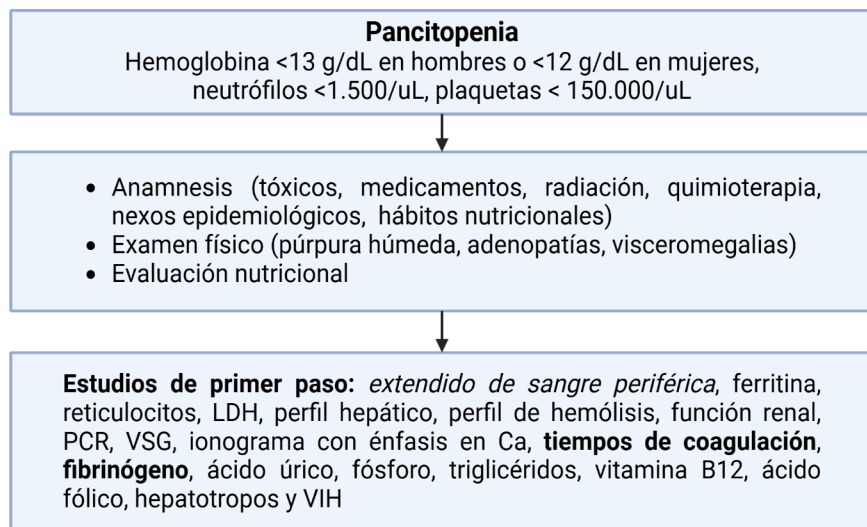 Pancitopenia
Hemoglobina <13 g/dL en hombres o <12 g/dL en mujeres,
neutrófilos <1.500/uL, plaquetas < 150.000/uL
• Anamnesis (tóxicos, medicamentos, radiación, quimioterapia,
nexos epidemiológicos, hábitos nutricionales)
• Examen físico (púrpura húmeda, adenopatías, visceromegalias)
• Evaluación nutricional
Estudios de primer paso: extendido de sangre periférica, ferritina,
reticulocitos, LDH, perfil hepático, perfil de hemólisis, función renal,
PCR, VSG, ionograma con énfasis en Ca, tiempos de coagulación,
fibrinógeno, ácido úrico, fósforo, triglicéridos, vitamina B12, ácido
fólico, hepatotropos y VIH